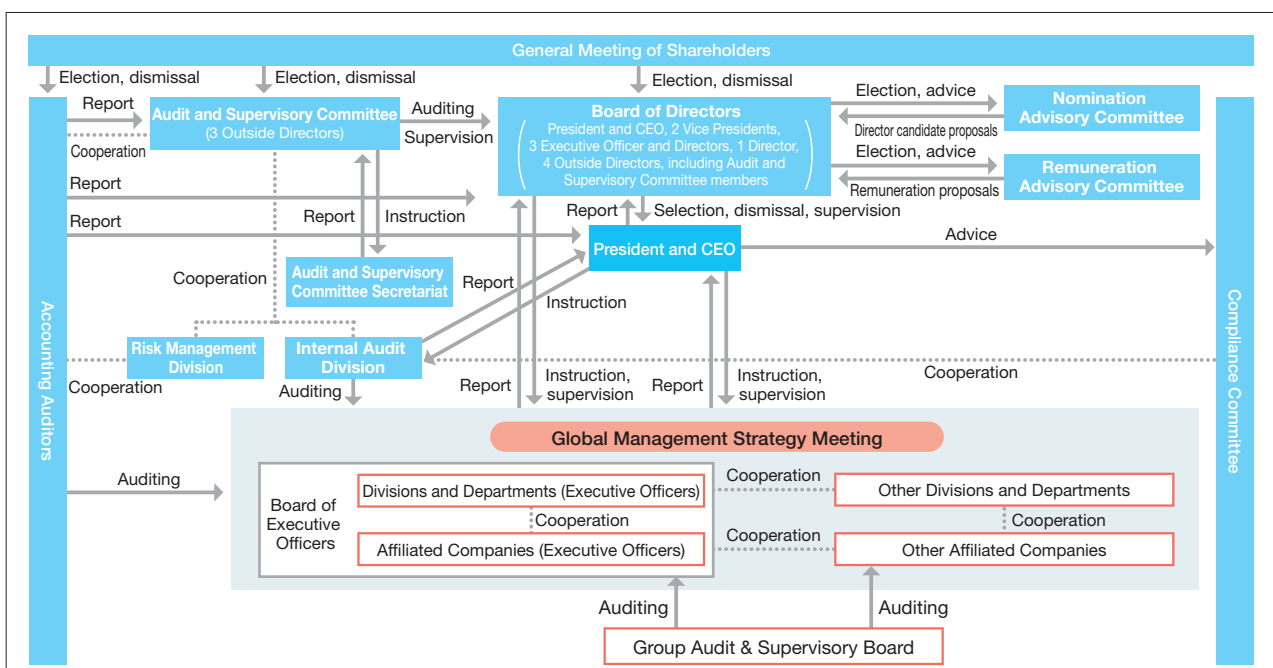 General Meeting of Shareholders
Election, dismissal
Election, dismissal
Election, dismissal
Report
Audit and Supervisory Committee
(3 Outside Directors)
Auditing
Supervision
Board of Directors
President and CEO, 2 Vice Presidents,
3 Executive Officer and Directors, 1 Director,
4 Outside Directors, including Audit and
Supervisory Committee members
Election, advice
Director candidate proposals
Nomination
Advisory Committee
Election, advice
Remuneration proposals
Remuneration
Advisory Committee
Cooperation
Report
Report
Report
Instruction
Report
Selection, dismissal, supervision
President and CEO
Advice
Cooperation
Audit and Supervisory
Committee Secretariat
Report
Instruction
Accounting Auditors
Compliance Committee
Risk Management
Division
Internal Audit
Division
Cooperation
Cooperation
Auditing
Report
Instruction,
supervision
Report
Instruction,
supervision
Global Management Strategy Meeting
Auditing
Board of
Executive
Officers
Divisions and Departments (Executive Officers)
Cooperation
Affiliated Companies (Executive Officers)
Cooperation
Cooperation
Other Divisions and Departments
Cooperation
Other Affiliated Companies
Auditing
Auditing
Group Audit & Supervisory Board